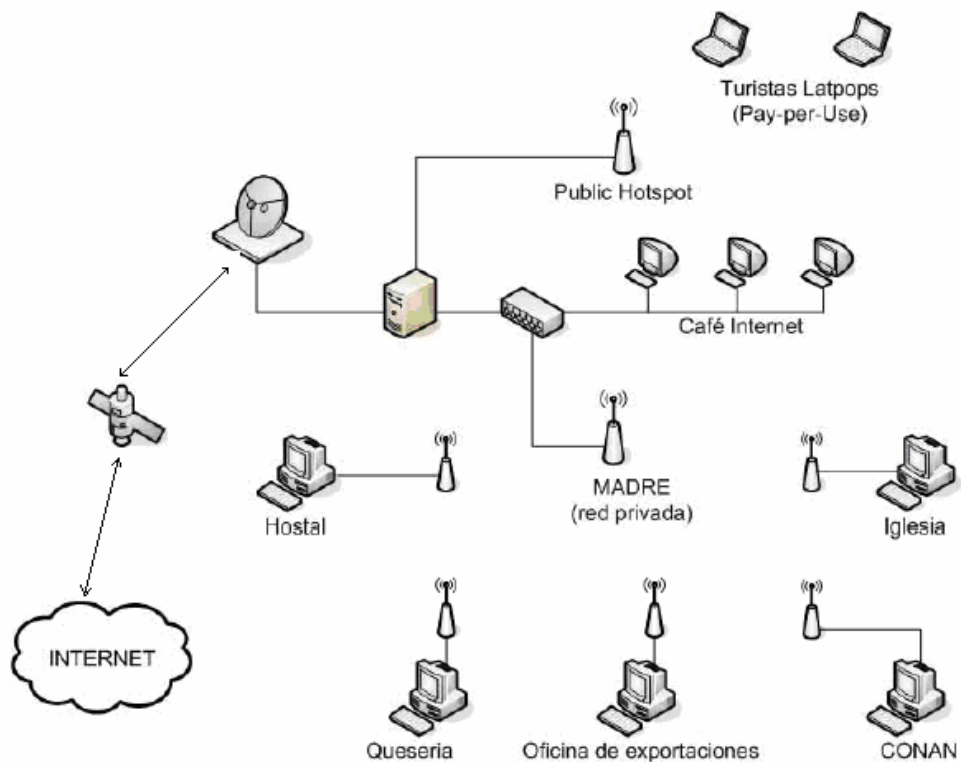 Turistas Latpops
(Pay-per-Use)
Public Hotspot
Café Internet
MADRE
(red privada)
Hostal
Iglesia
INTERNET
Queseria
Oficina de exportaciones
CONAN